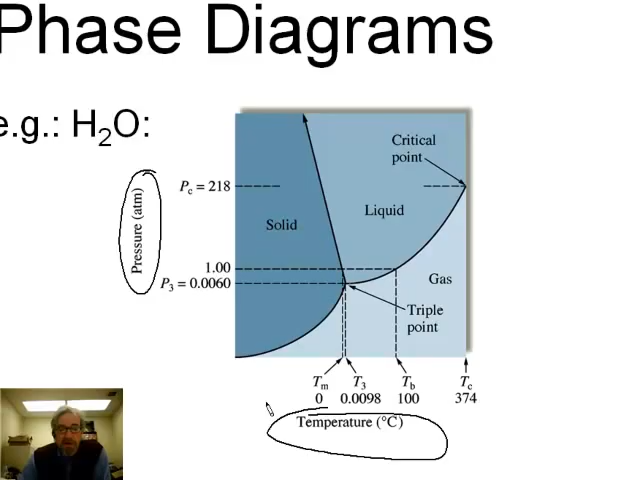 Phase Diagrams
e.g.: H₂O:
Critical
point
Pc = 218
Solid
Liquid
Pressure (atm)
1.00
P₃ = 0.0060
Gas
Triple
point
Tm T₃ Tb Tc
0 0.0098 100 374
Temperature (°C)